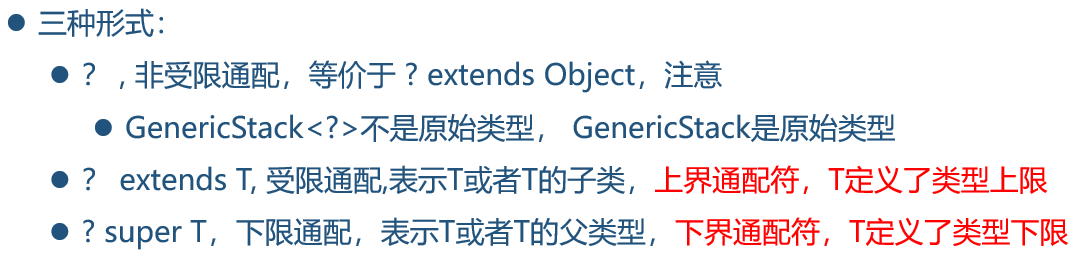 三种形式：
? , 非受限通配，等价于 ? extends Object，注意
GenericStack<?>不是原始类型， GenericStack是原始类型
? extends T, 受限通配,表示T或者T的子类，上界通配符，T定义了类型上限
? super T，下限通配，表示T或者T的父类型，下界通配符，T定义了类型下限